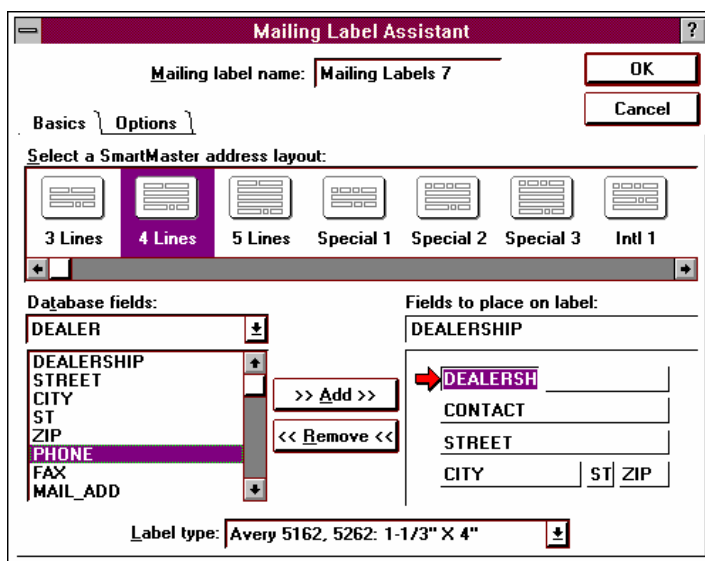 Mailing Label Assistant ?
Mailing label name: Mailing Labels 7
OK
Cancel
Basics Options
Select a SmartMaster address layout:
3 Lines 4 Lines 5 Lines Special 1 Special 2 Special 3 Intl 1
Database fields:
DEALER
DEALERSHIP
STREET
CITY
ST
ZIP
PHONE
FAX
MAIL_ADD
>> Add >>
<< Remove <<
Fields to place on label:
DEALERSHIP
DEALERSH
CONTACT
STREET
CITY ST ZIP
Label type: Avery 5162, 5262: 1-1/3" X 4"